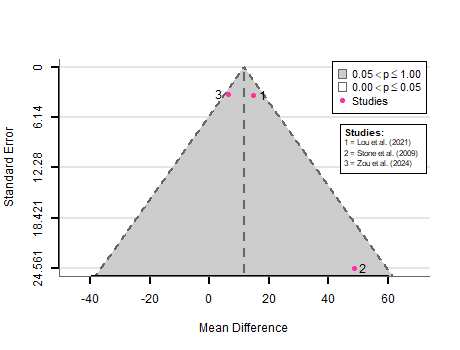 0.05 < p ≤ 1.00
0.00 < p ≤ 0.05
Studies
Studies:
1 = Lou et al. (2021)
2 = Stone et al. (2009)
3 = Zou et al. (2024)
3
1
2
Standard Error
0
6.14
12.28
18.421
24.561
-40
-20
0
20
40
60
Mean Difference